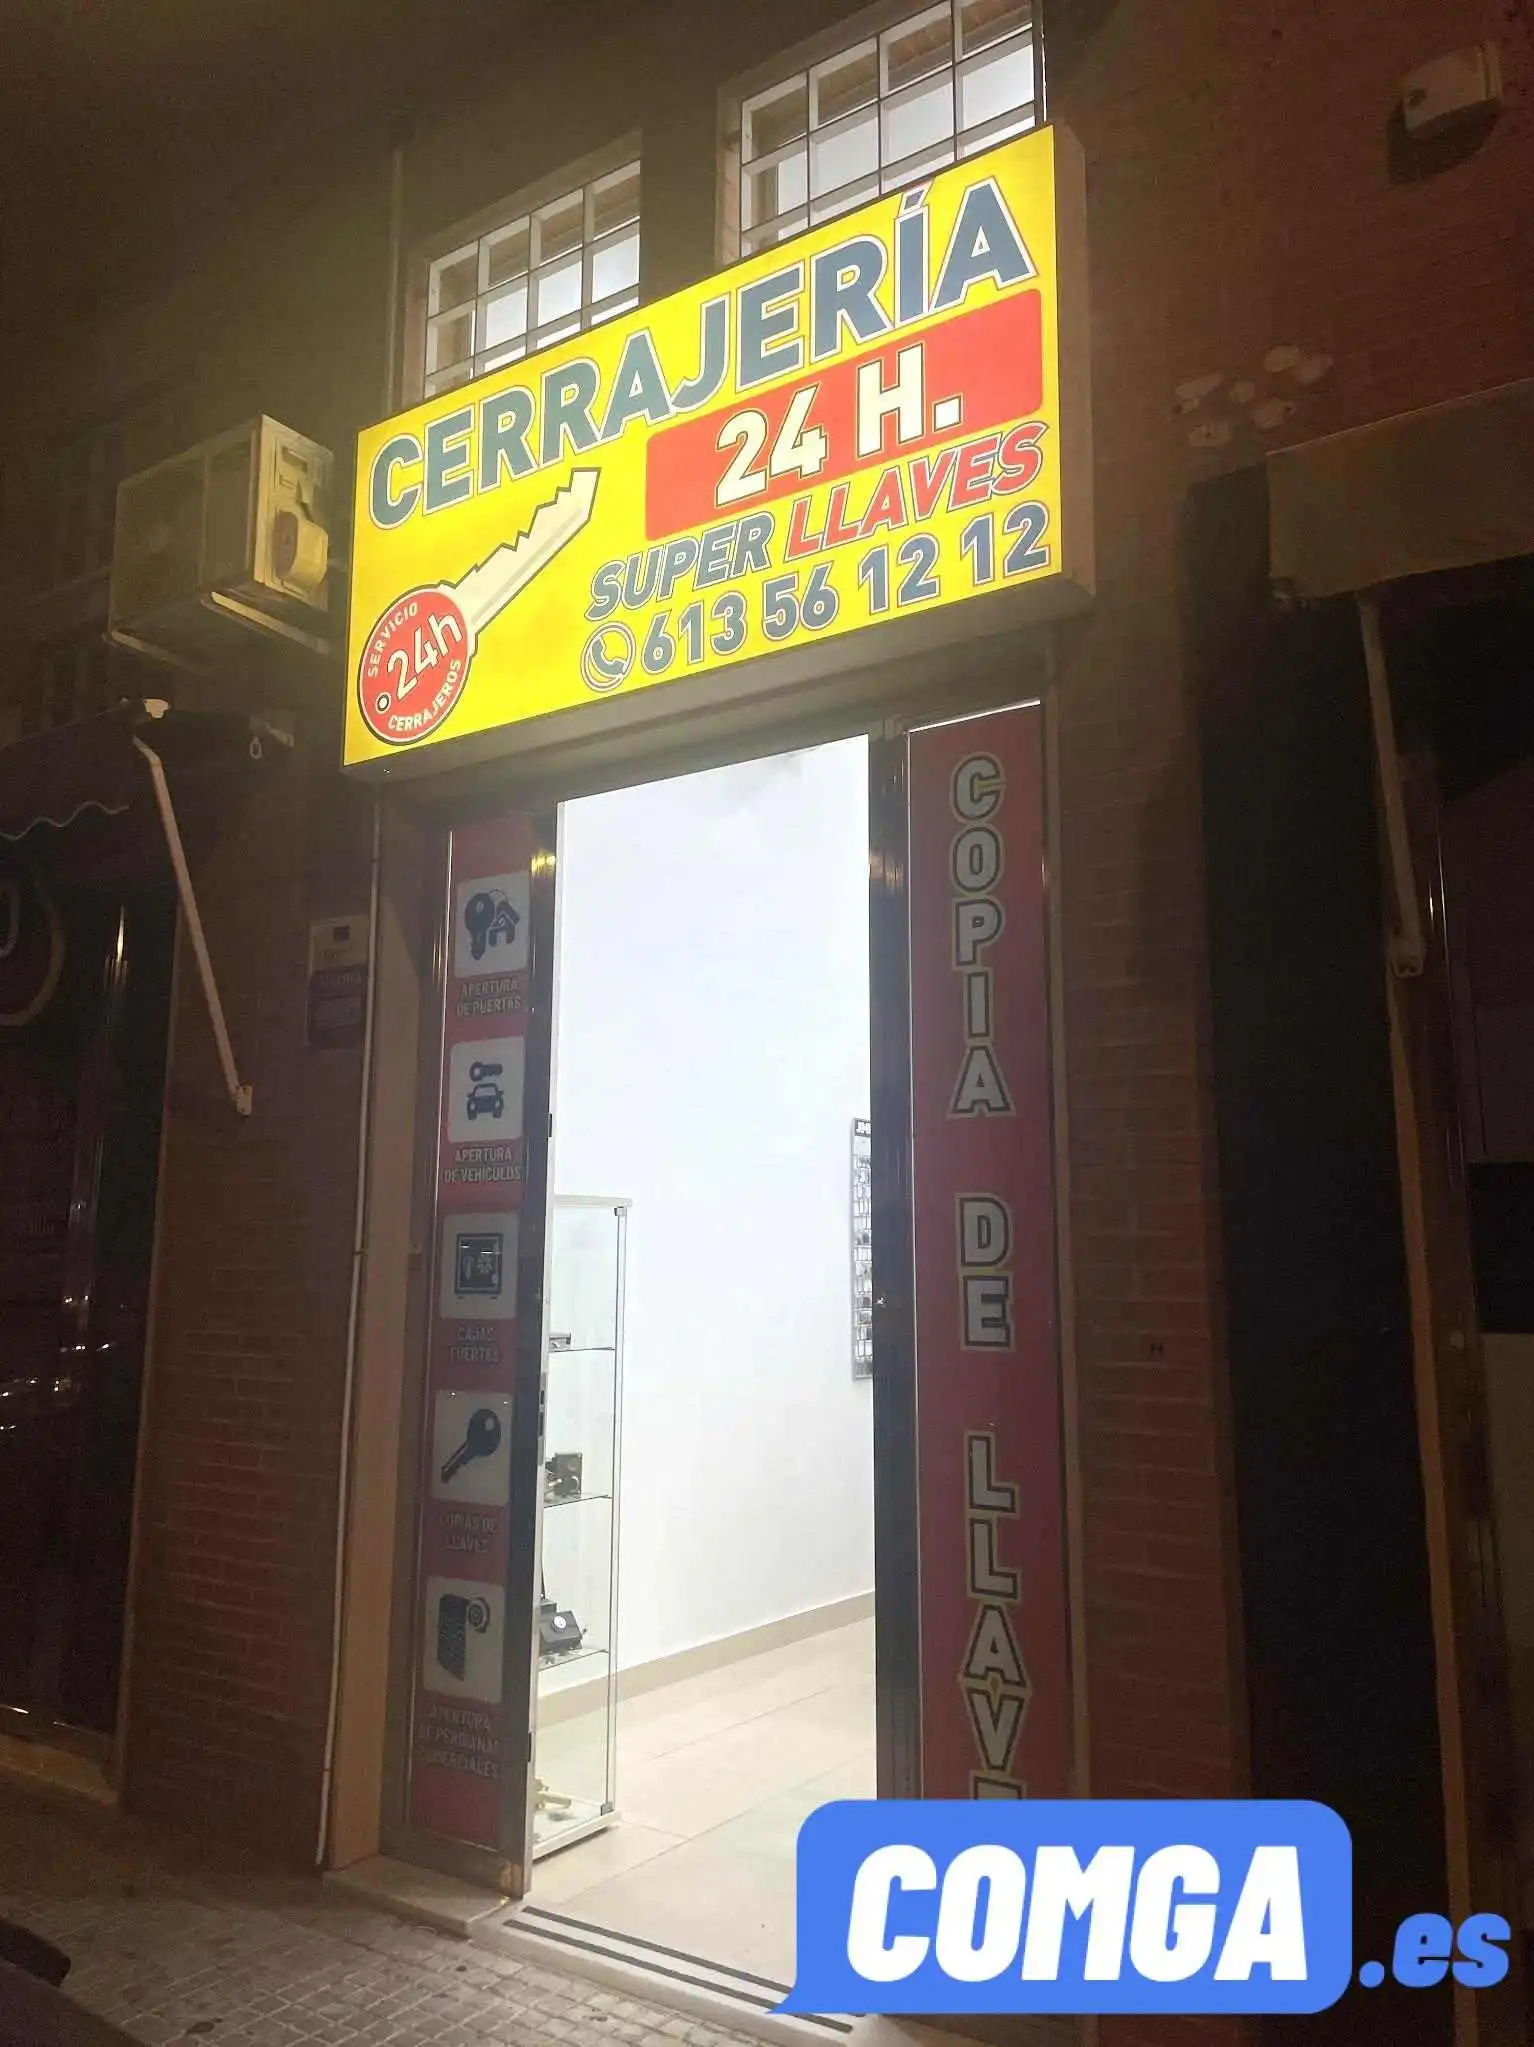 CERRAJERÍA
24 H.
SUPER LLAVES
613 56 12 12
SERVICIO
24h
CERRAJEROS
APERTURA
DE PUERTAS
APERTURA
DE VEHICULOS
CAJAS
FUERTES
COPIAS DE
LLAVES
APERTURA
DE PERSIANAS
COMERCIALES
COPIA DE LLAV
COMGA.es